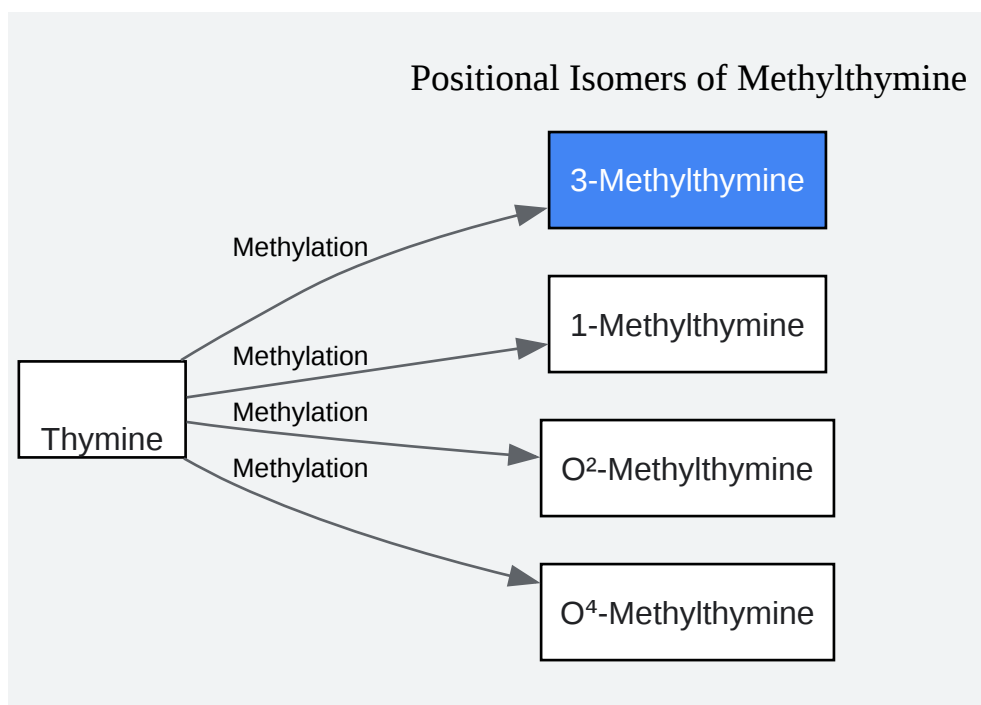 Positional Isomers of Methylthymine
3-Methylthymine
Methylation
1-Methylthymine
Methylation
Methylation
Thymine
O²-Methylthymine
Methylation
O⁴-Methylthymine